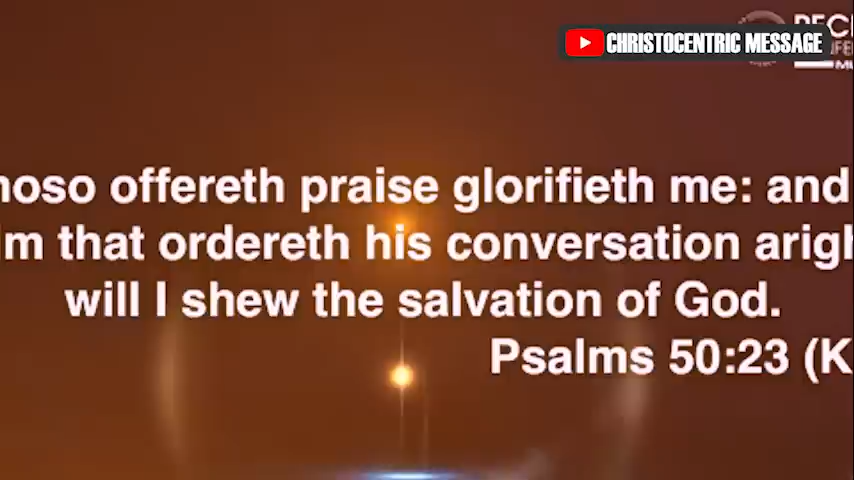 CHRISTOCENTRIC MESSAGE
hoso offereth praise glorifieth me: and
im that ordereth his conversation arigh
will I shew the salvation of God.
Psalms 50:23 (K